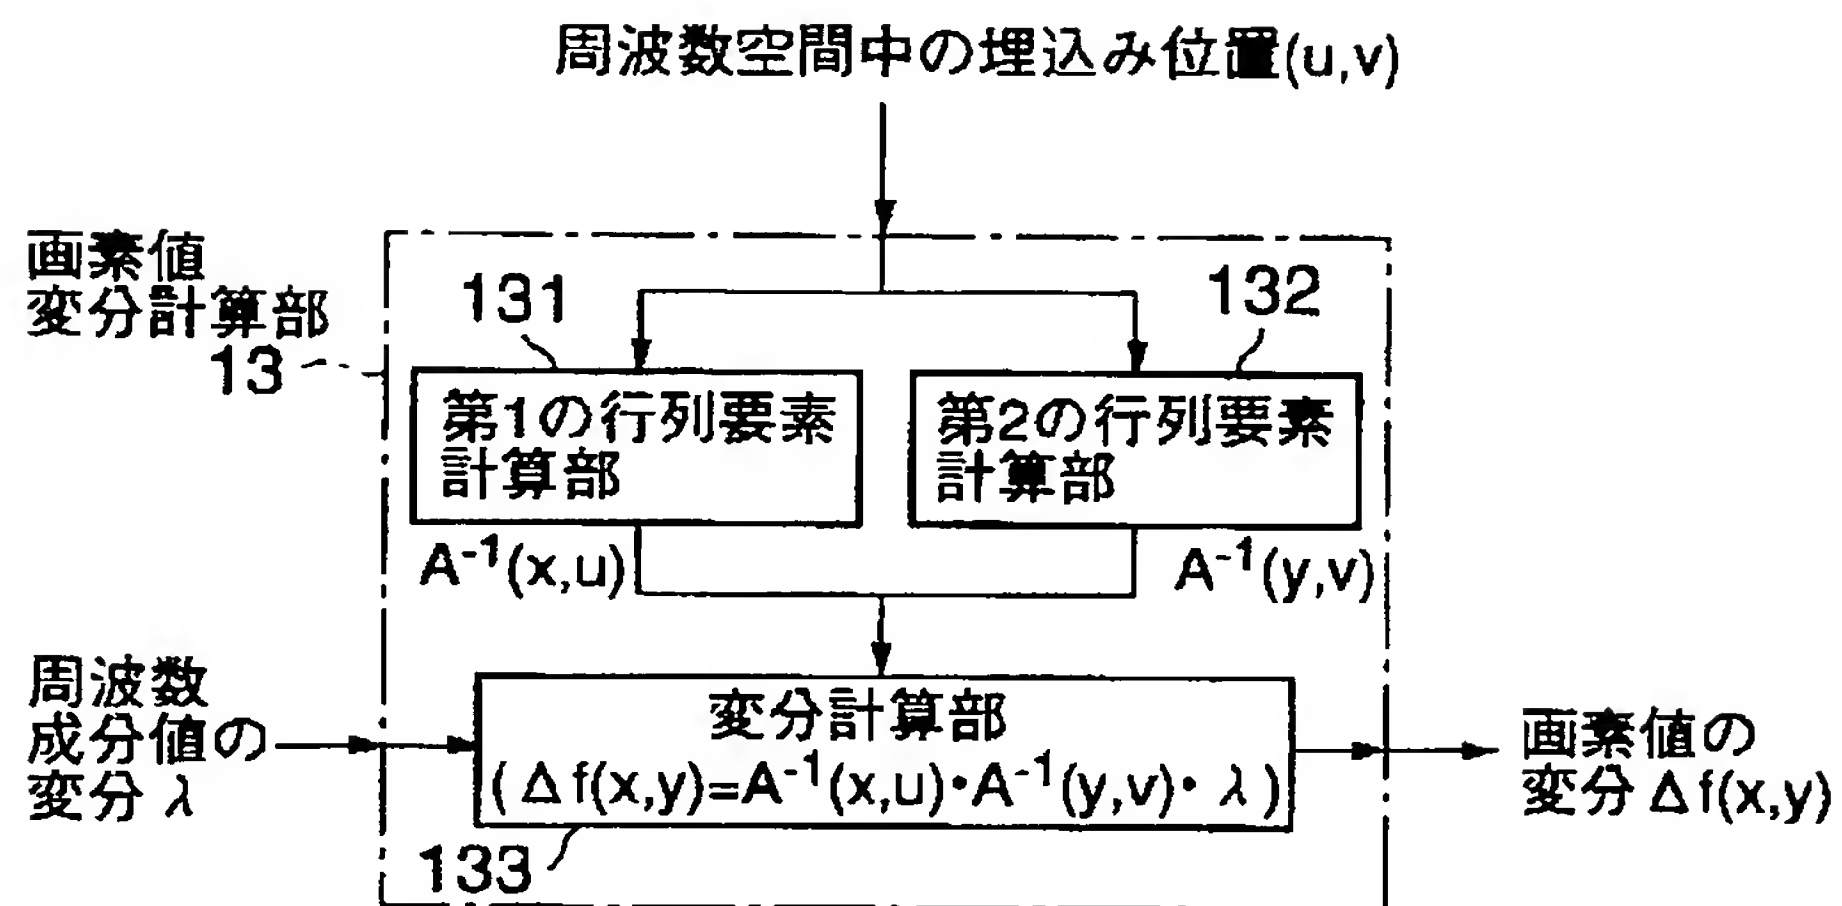 周波数空間中の埋込み位置(u,v)
画素値
変分計算部
13
131
132
第1の行列要素
計算部
第2の行列要素
計算部
A⁻¹(x,u)
A⁻¹(y,v)
周波数
成分値の
変分 λ
変分計算部
( Δf(x,y)=A⁻¹(x,u)・A⁻¹(y,v)・λ )
133
画素値の
変分 Δf(x,y)